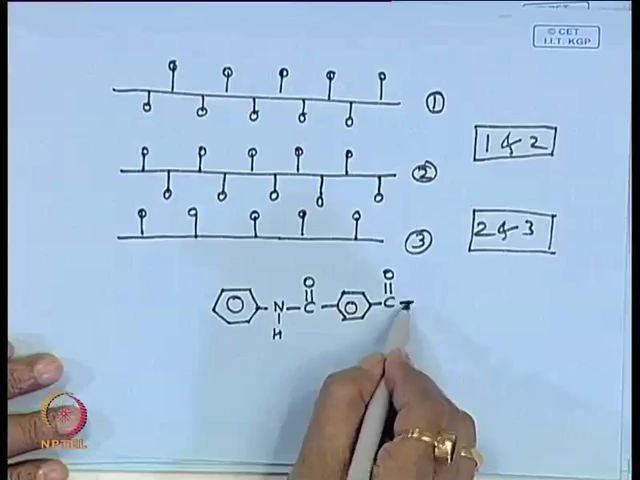 © CET
I.I.T. KGP
1
1 & 2
2
2 & 3
3
O O
N C C
H
NPTEL